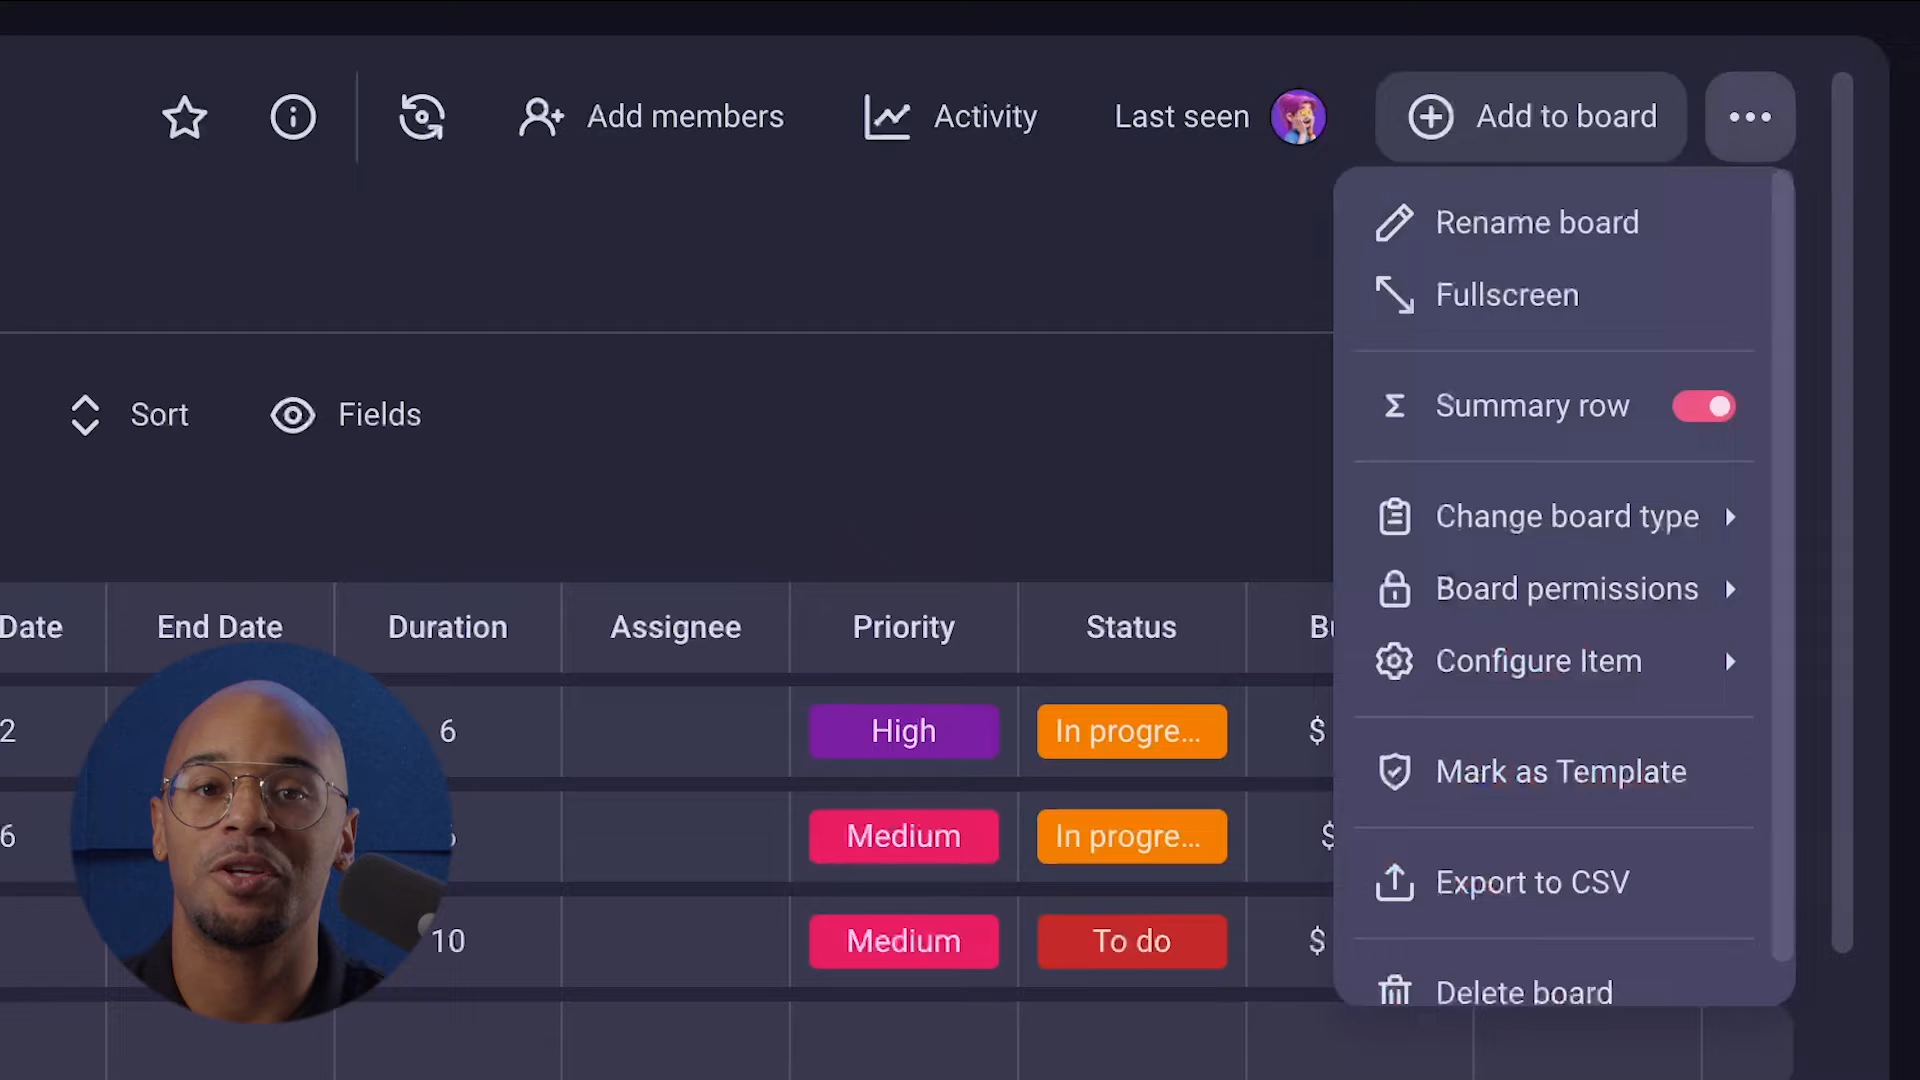 Add members
Activity
Last seen
Add to board
Rename board
Fullscreen
Summary row
Sort
Fields
Change board type
Board permissions
Configure Item
Date
End Date
Duration
Assignee
Priority
Status
2
6
High
In progre...
$
Mark as Template
6
Medium
In progre...
$
Export to CSV
10
Medium
To do
$
Delete board